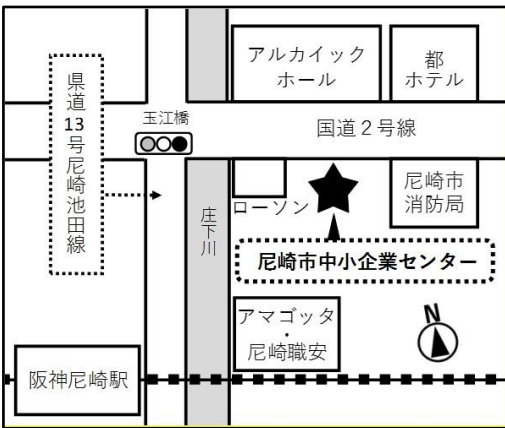 アルカイック
ホール
都
ホテル
県道13号尼崎池田線
玉江橋
国道２号線
ローソン
尼崎市
消防局
庄下川
尼崎市中小企業センター
アマゴッタ
・
尼崎職安
N
阪神尼崎駅